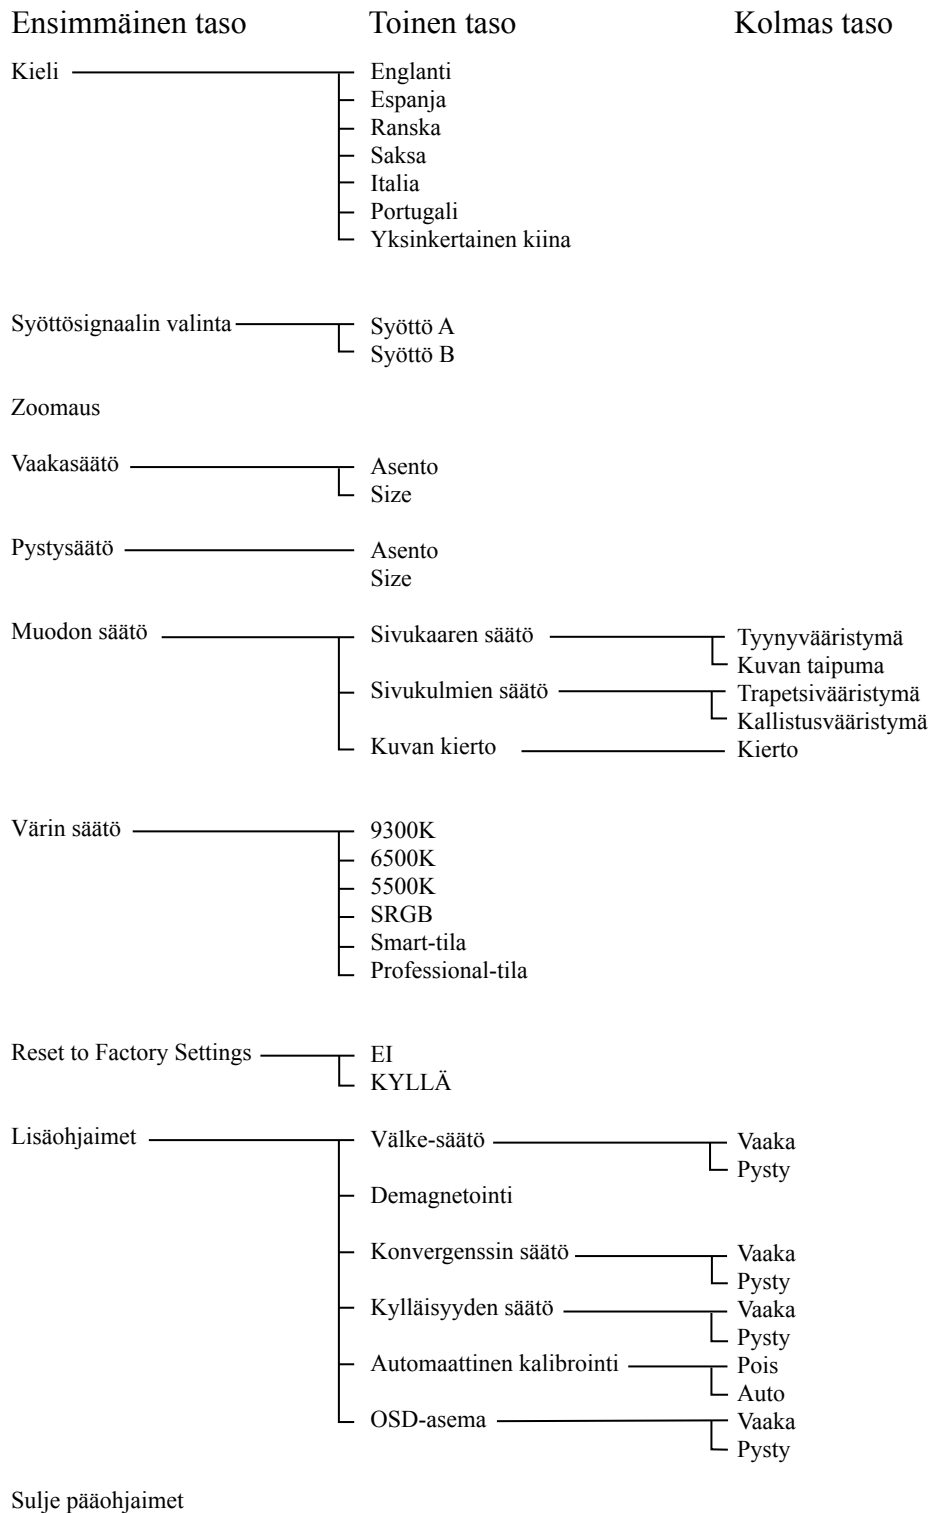 Ensimmäinen taso Toinen taso Kolmas taso
Kieli Englanti
Espanja
Ranska
Saksa
Italia
Portugali
Yksinkertainen kiina
Syöttösignaalin valinta Syöttö A
Syöttö B
Zoomaus
Vaakasäätö Asento
Size
Pystysäätö Asento
Size
Muodon säätö Sivukaaren säätö Tyynyvääristymä
Kuvan taipuma
Sivukulmien säätö Trapetsivääristymä
Kallistusvääristymä
Kuvan kierto Kierto
Värin säätö 9300K
6500K
5500K
SRGB
Smart-tila
Professional-tila
Reset to Factory Settings EI
KYLLÄ
Lisäohjaimet Välke-säätö Vaaka
Pysty
Demagnetointi
Konvergenssin säätö Vaaka
Pysty
Kylläisyyden säätö Vaaka
Pysty
Automaattinen kalibrointi Pois
Auto
OSD-asema Vaaka
Pysty
Sulje pääohjaimet